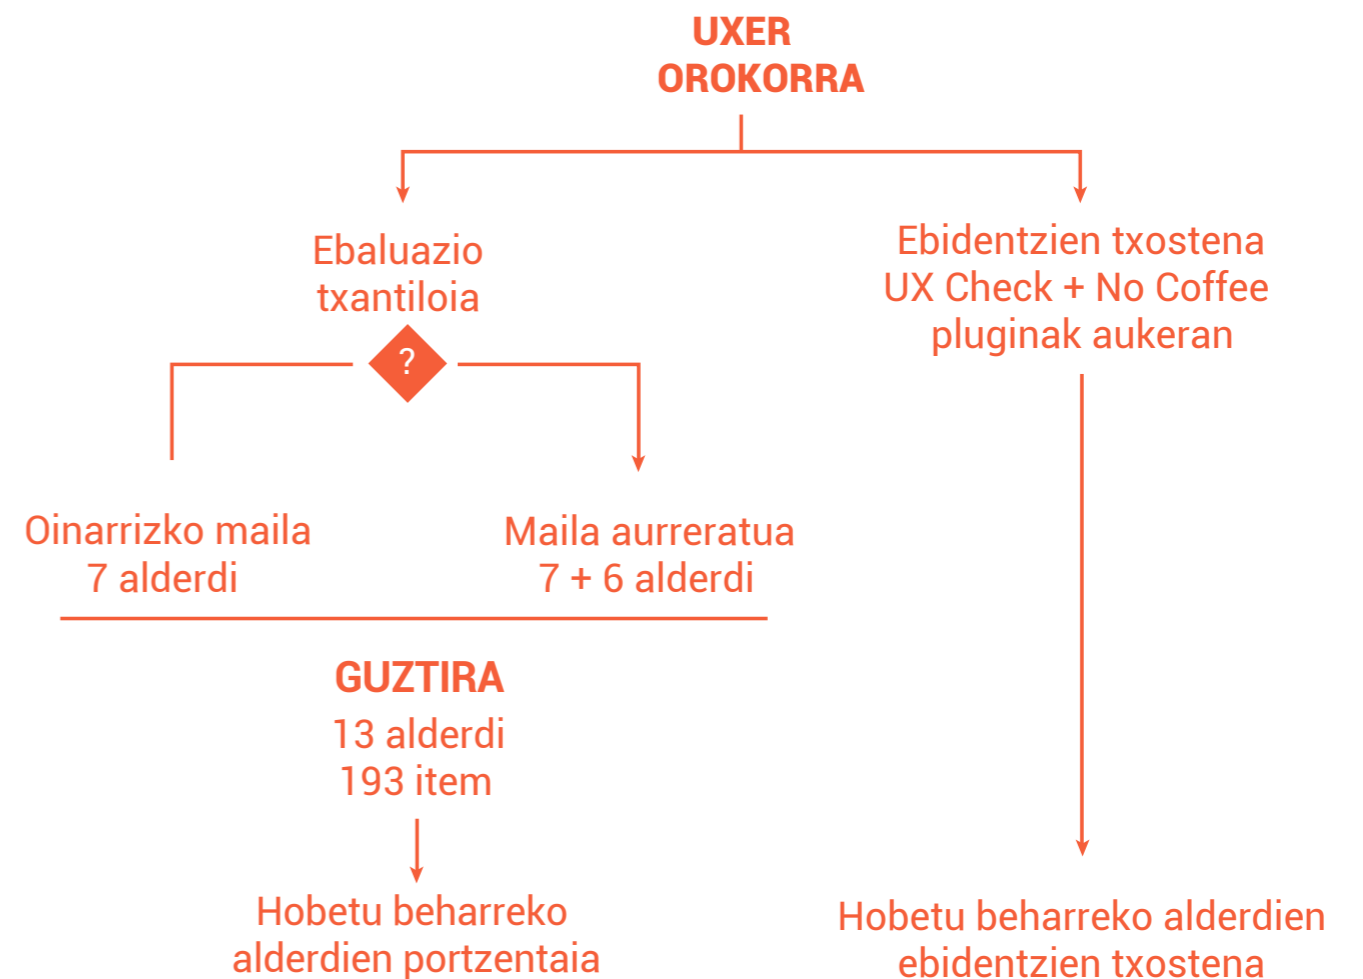 UXER
OROKORRA
Ebaluazio
txantiloia
?
Oinarrizko maila
7 alderdi
Maila aurreratua
7 + 6 alderdi
GUZTIRA
13 alderdi
193 item
Hobetu beharreko
alderdien portzentaia
Ebidentzien txostena
UX Check + No Coffee
pluginak aukeran
Hobetu beharreko alderdien
ebidentzien txostena